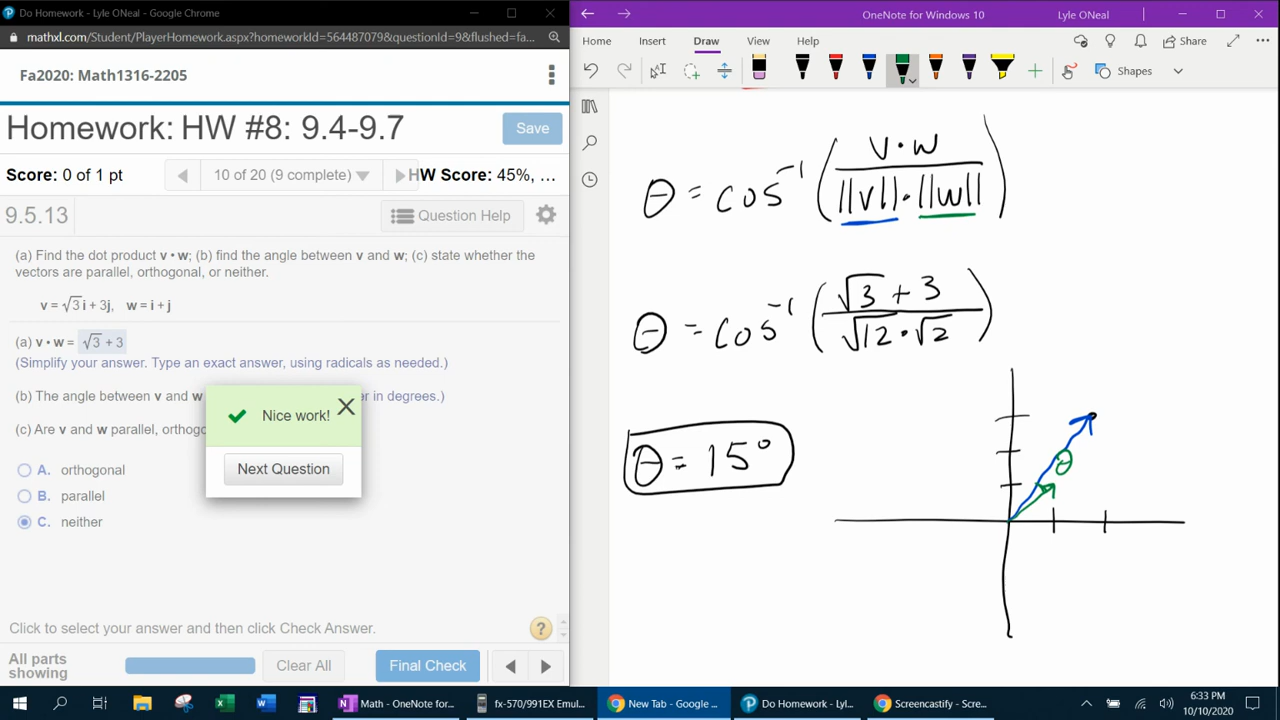 Do Homework - Lyle ONeal - Google Chrome
mathxl.com/Student/PlayerHomework.aspx?homeworkId=564487079&questionId=9&flushed=fa...
Fa2020: Math1316-2205
Homework: HW #8: 9.4-9.7
Save
Score: 0 of 1 pt
10 of 20 (9 complete)
HW Score: 45%, ...
9.5.13
Question Help
(a) Find the dot product v • w; (b) find the angle between v and w; (c) state whether the
vectors are parallel, orthogonal, or neither.
v = √3 i + 3j, w = i + j
(a) v • w = √3 + 3
(Simplify your answer. Type an exact answer, using radicals as needed.)
(b) The angle between v and w
er in degrees.)
(c) Are v and w parallel, orthogo
Nice work!
Next Question
A. orthogonal
B. parallel
C. neither
Click to select your answer and then click Check Answer.
?
All parts
showing
Clear All
Final Check
OneNote for Windows 10
Lyle ONeal
Home Insert Draw View Help
Share
Shapes
θ = cos⁻¹ ( v • w / ||v|| • ||w|| )
θ = cos⁻¹ ( √3 + 3 / √12 • √2 )
θ = 15°
θ
Math - OneNote for...
fx-570/991EX Emul...
New Tab - Google ...
Do Homework - Lyl...
Screencastify - Scre...
6:33 PM
10/10/2020